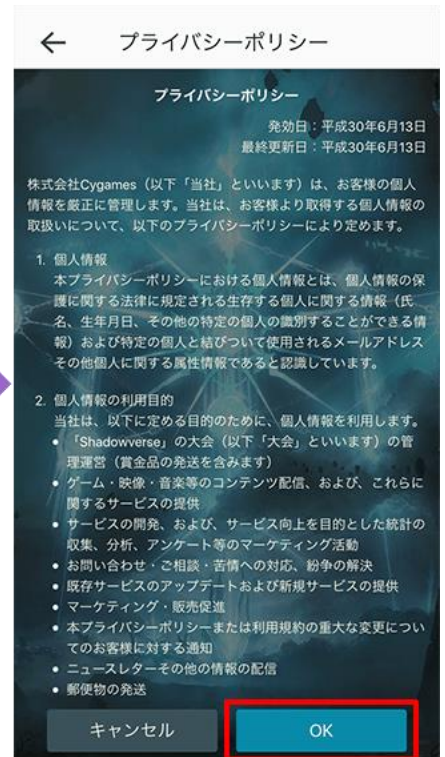 プライバシーポリシー
プライバシーポリシー
発効日：平成30年6月13日
最終更新日：平成30年6月13日
株式会社Cygames（以下「当社」といいます）は、お客様の個人
情報を厳正に管理します。当社は、お客様より取得する個人情報の
取扱いについて、以下のプライバシーポリシーにより定めます。
1. 個人情報
本プライバシーポリシーにおける個人情報とは、個人情報の保
護に関する法律に規定される生存する個人に関する情報（氏
名、生年月日、その他の特定の個人の識別することができる情
報）および特定の個人と結びついて使用されるメールアドレス
その他個人に関する属性情報であると認識しています。
2. 個人情報の利用目的
当社は、以下に定める目的のために、個人情報を利用します。
• 「Shadowverse」の大会（以下「大会」といいます）の管
理運営（賞金品の発送を含みます）
• ゲーム・映像・音楽等のコンテンツ配信、および、これらに
関するサービスの提供
• サービスの開発、および、サービス向上を目的とした統計の
収集、分析、アンケート等のマーケティング活動
• お問い合わせ・ご相談・苦情への対応、紛争の解決
• 既存サービスのアップデートおよび新規サービスの提供
• マーケティング・販売促進
• 本プライバシーポリシーまたは利用規約の重大な変更につい
てのお客様に対する通知
• ニュースレターその他の情報の配信
• 郵便物の発送
キャンセル
OK